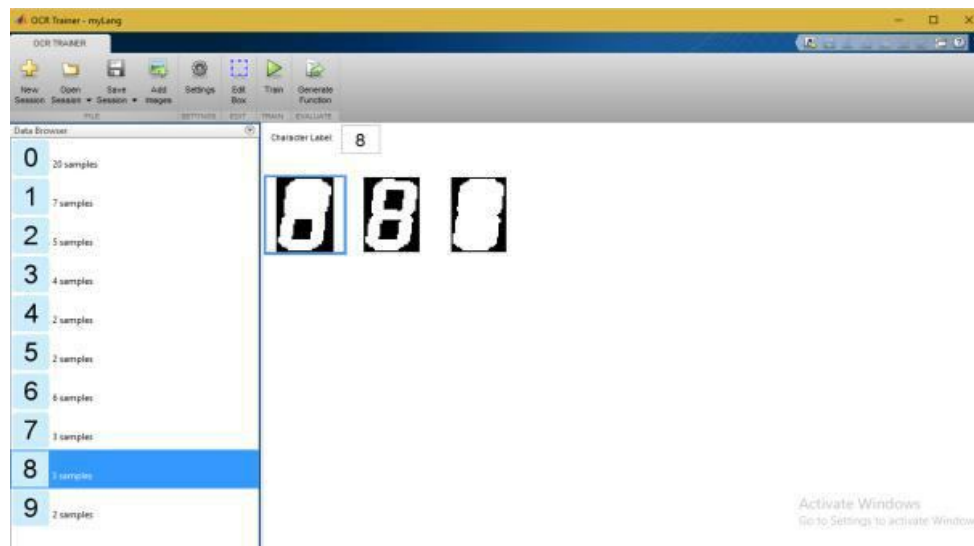 OCR Trainer - myLang
OCR TRAINER
New Session
Open Session
Save Session
Add Images
Settings
Edit Box
Train
Generate Function
FILE
SETTINGS
EDIT
TRAIN
EVALUATE
Data Browser
Character Label: 8
0 20 samples
1 7 samples
2 5 samples
3 4 samples
4 2 samples
5 2 samples
6 6 samples
7 3 samples
8 3 samples
9 2 samples
8
Activate Windows
Go to Settings to activate Window